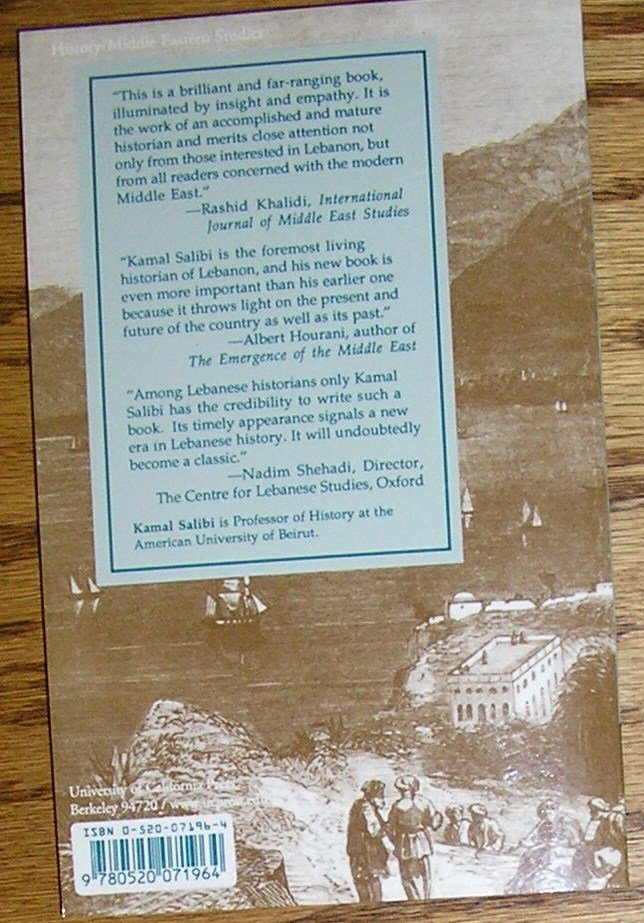 History/Middle Eastern Studies
“This is a brilliant and far-ranging book,
illuminated by insight and empathy. It is
the work of an accomplished and mature
historian and merits close attention not
only from those interested in Lebanon, but
from all readers concerned with the modern
Middle East.”
—Rashid Khalidi, International
Journal of Middle East Studies
“Kamal Salibi is the foremost living
historian of Lebanon, and his new book is
even more important than his earlier one
because it throws light on the present and
future of the country as well as its past.”
—Albert Hourani, author of
The Emergence of the Middle East
“Among Lebanese historians only Kamal
Salibi has the credibility to write such a
book. Its timely appearance signals a new
era in Lebanese history. It will undoubtedly
become a classic.”
—Nadim Shehadi, Director,
The Centre for Lebanese Studies, Oxford
Kamal Salibi is Professor of History at the
American University of Beirut.
University of California Press
Berkeley 94720 /
ISBN 0-520-07196-4
9 780520 071964